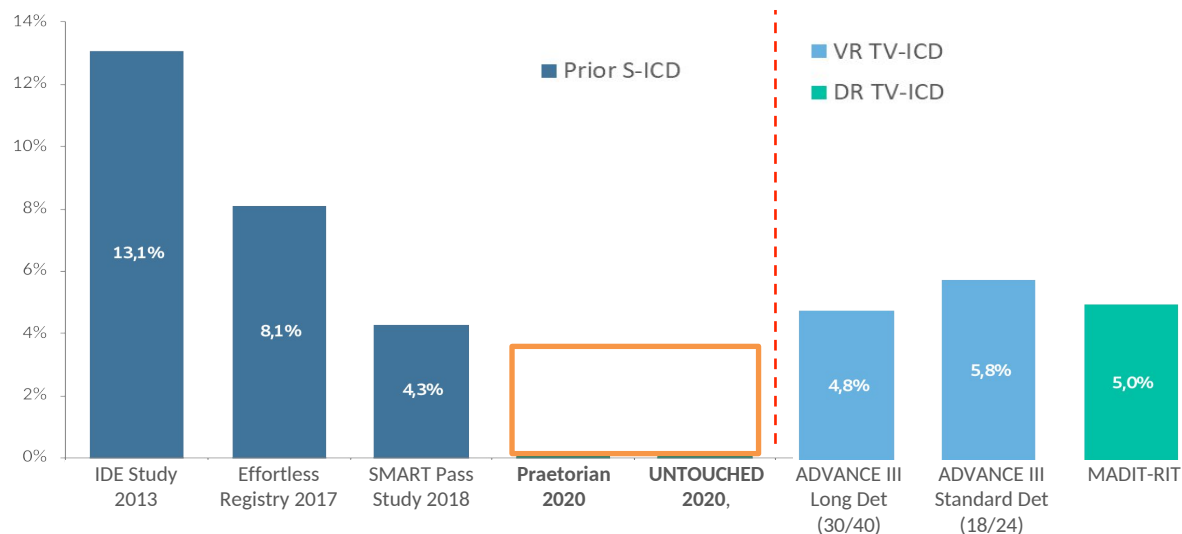 14%
12%
10%
8%
6%
4%
2%
0%
Prior S-ICD
VR TV-ICD
DR TV-ICD
13,1%
8,1%
4,3%
4,8%
5,8%
5,0%
IDE Study
2013
Effortless
Registry 2017
SMART Pass
Study 2018
Praetorian
2020
UNTOUCHED
2020,
ADVANCE III
Long Det
(30/40)
ADVANCE III
Standard Det
(18/24)
MADIT-RIT